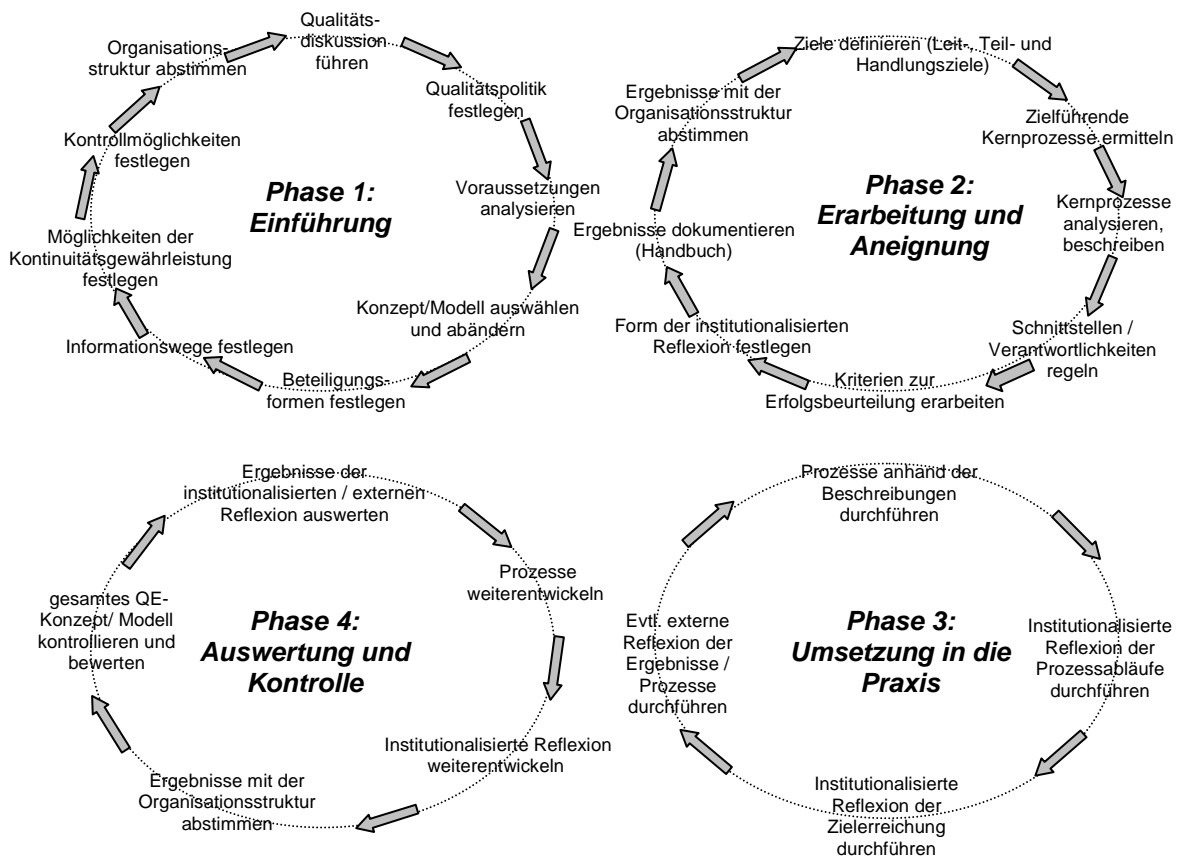 Qualitäts-
diskussion
führen
Qualitätspolitik
festlegen
Voraussetzungen
analysieren
Konzept/Modell auswählen
und abändern
Beteiligungs-
formen festlegen
Informationswege festlegen
Möglichkeiten der
Kontinuitätsgewährleistung
festlegen
Kontrollmöglichkeiten
festlegen
Organisations-
struktur abstimmen
Phase 1:
Einführung
Ziele definieren (Leit-, Teil- und
Handlungsziele)
Zielführende
Kernprozesse ermitteln
Kernprozesse
analysieren,
beschreiben
Schnittstellen /
Verantwortlichkeiten
regeln
Kriterien zur
Erfolgsbeurteilung erarbeiten
Form der institutionalisierten
Reflexion festlegen
Ergebnisse dokumentieren
(Handbuch)
Ergebnisse mit der
Organisationsstruktur
abstimmen
Phase 2:
Erarbeitung und
Aneignung
Ergebnisse der
institutionalisierten / externen
Reflexion auswerten
Prozesse
weiterentwickeln
Institutionalisierte Reflexion
weiterentwickeln
Ergebnisse mit der
Organisationsstruktur
abstimmen
gesamtes QE-
Konzept/ Modell
kontrollieren und
bewerten
Phase 4:
Auswertung und
Kontrolle
Prozesse anhand der
Beschreibungen
durchführen
Institutionalisierte
Reflexion der
Prozessabläufe
durchführen
Institutionalisierte
Reflexion der
Zielerreichung
durchführen
Evtl. externe
Reflexion der
Ergebnisse /
Prozesse
durchführen
Phase 3:
Umsetzung in die
Praxis